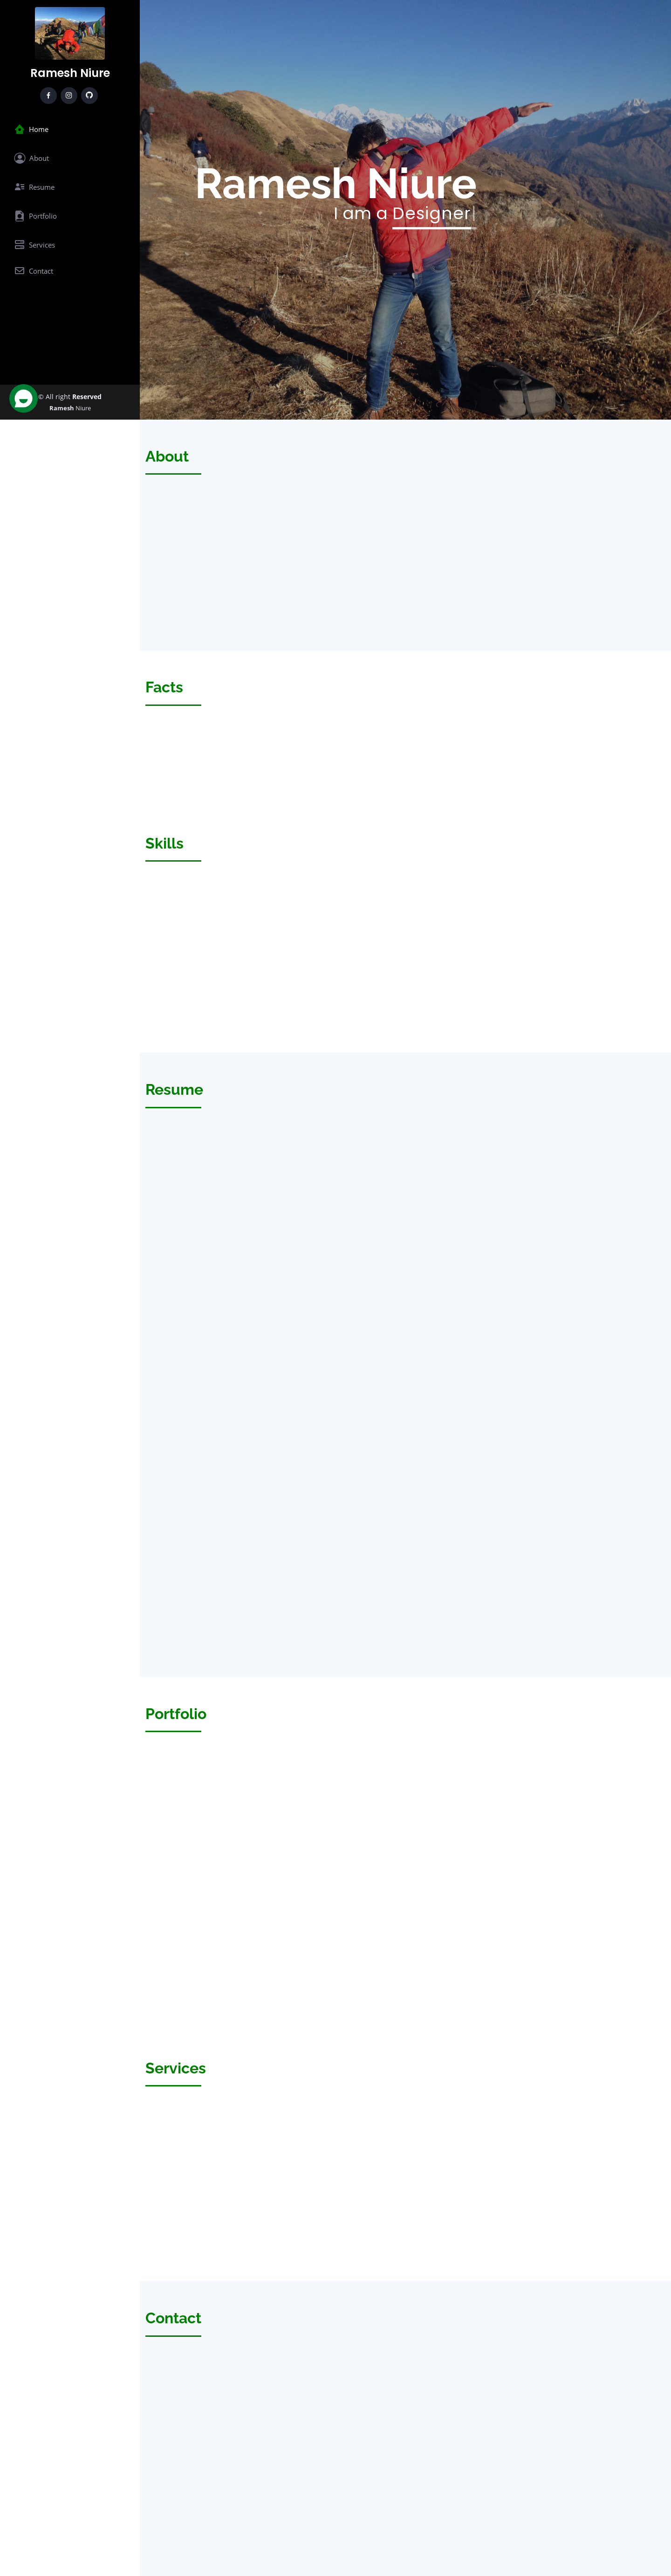 Ramesh Niure
Home
About
Resume
Portfolio
Services
Contact
© All right Reserved
Ramesh Niure
Ramesh Niure
I am a Designer|
About
Facts
Skills
Resume
Portfolio
Services
Contact